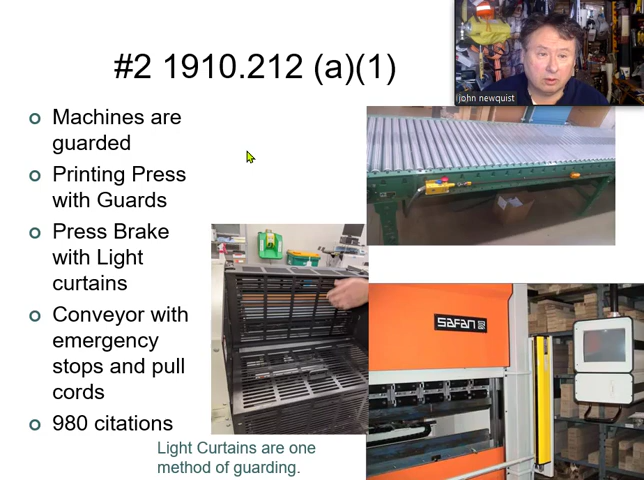 #2 1910.212 (a)(1)
Machines are
guarded
Printing Press
with Guards
Press Brake
with Light
curtains
Conveyor with
emergency
stops and pull
cords
980 citations
Light Curtains are one
method of guarding.
john newquist
SAFAN